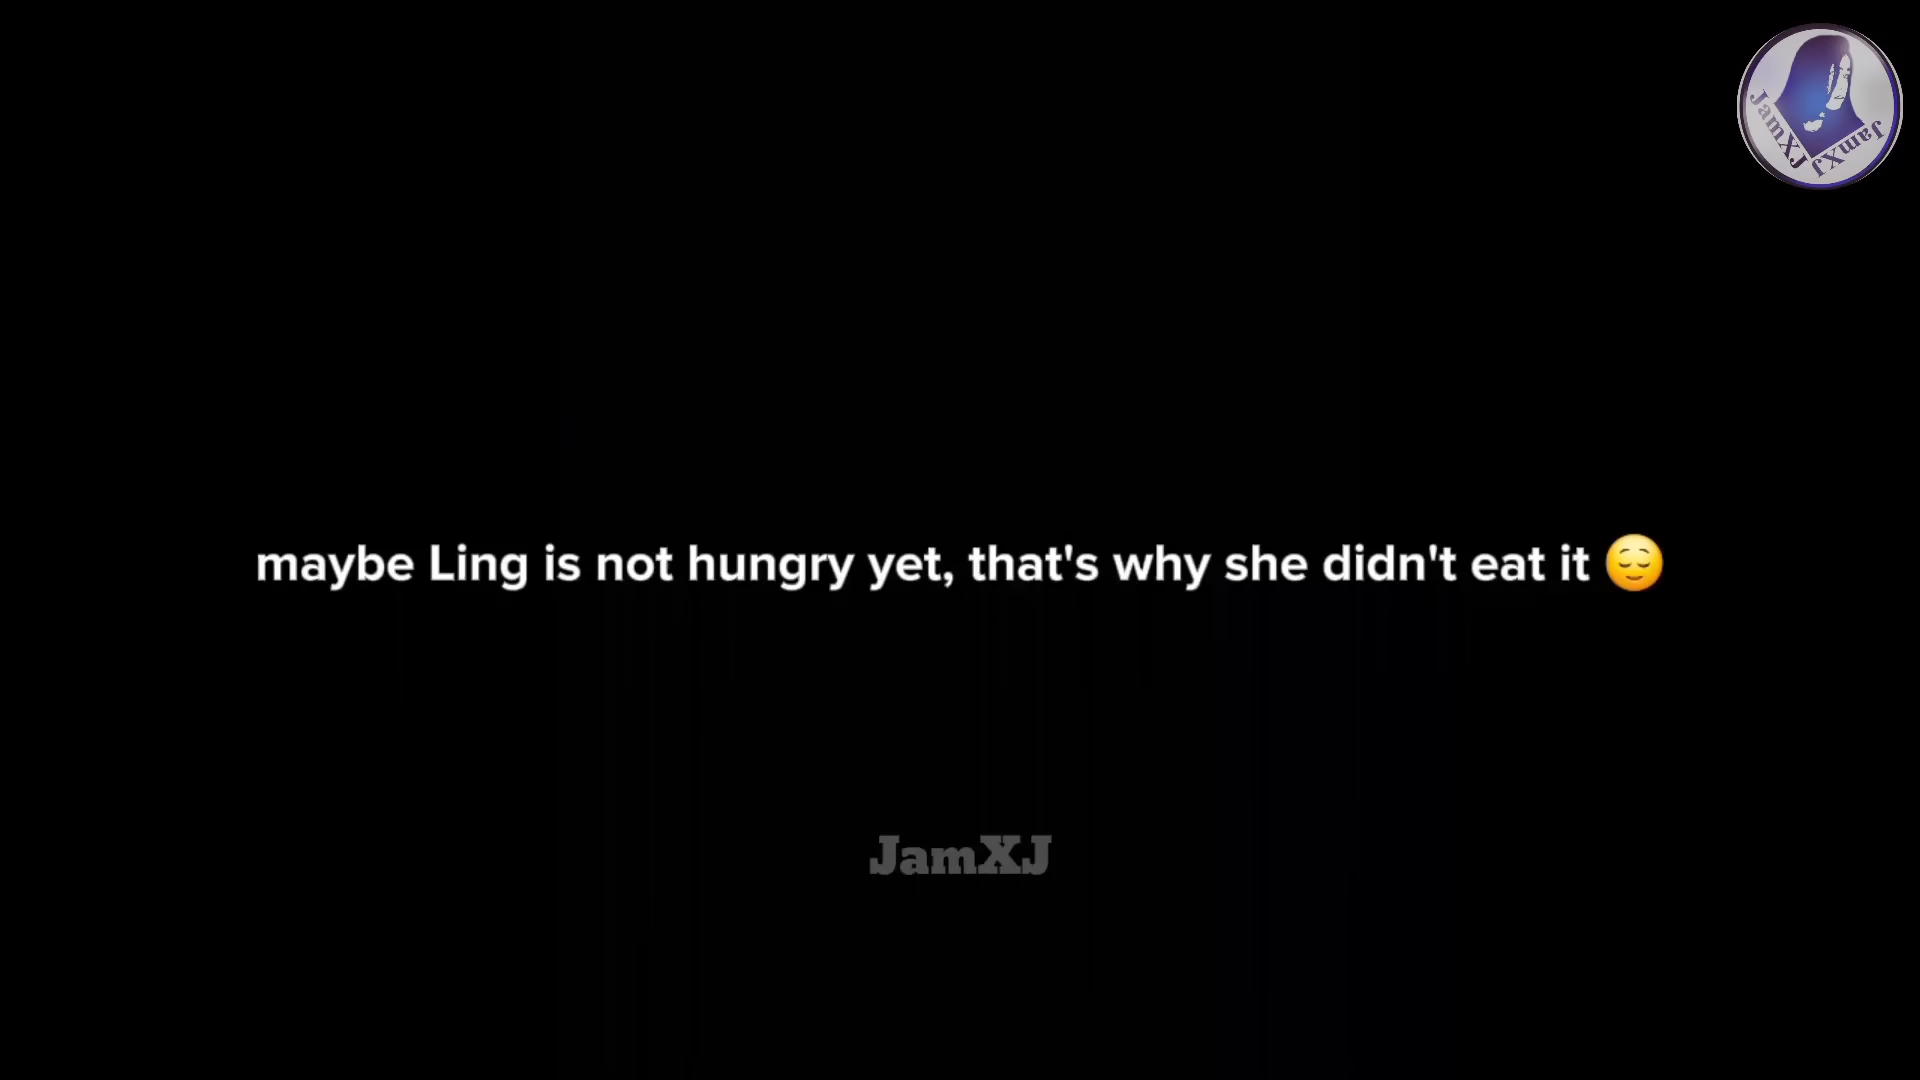 JamXJ JamXJ
maybe Ling is not hungry yet, that's why she didn't eat it 😌
JamXJ